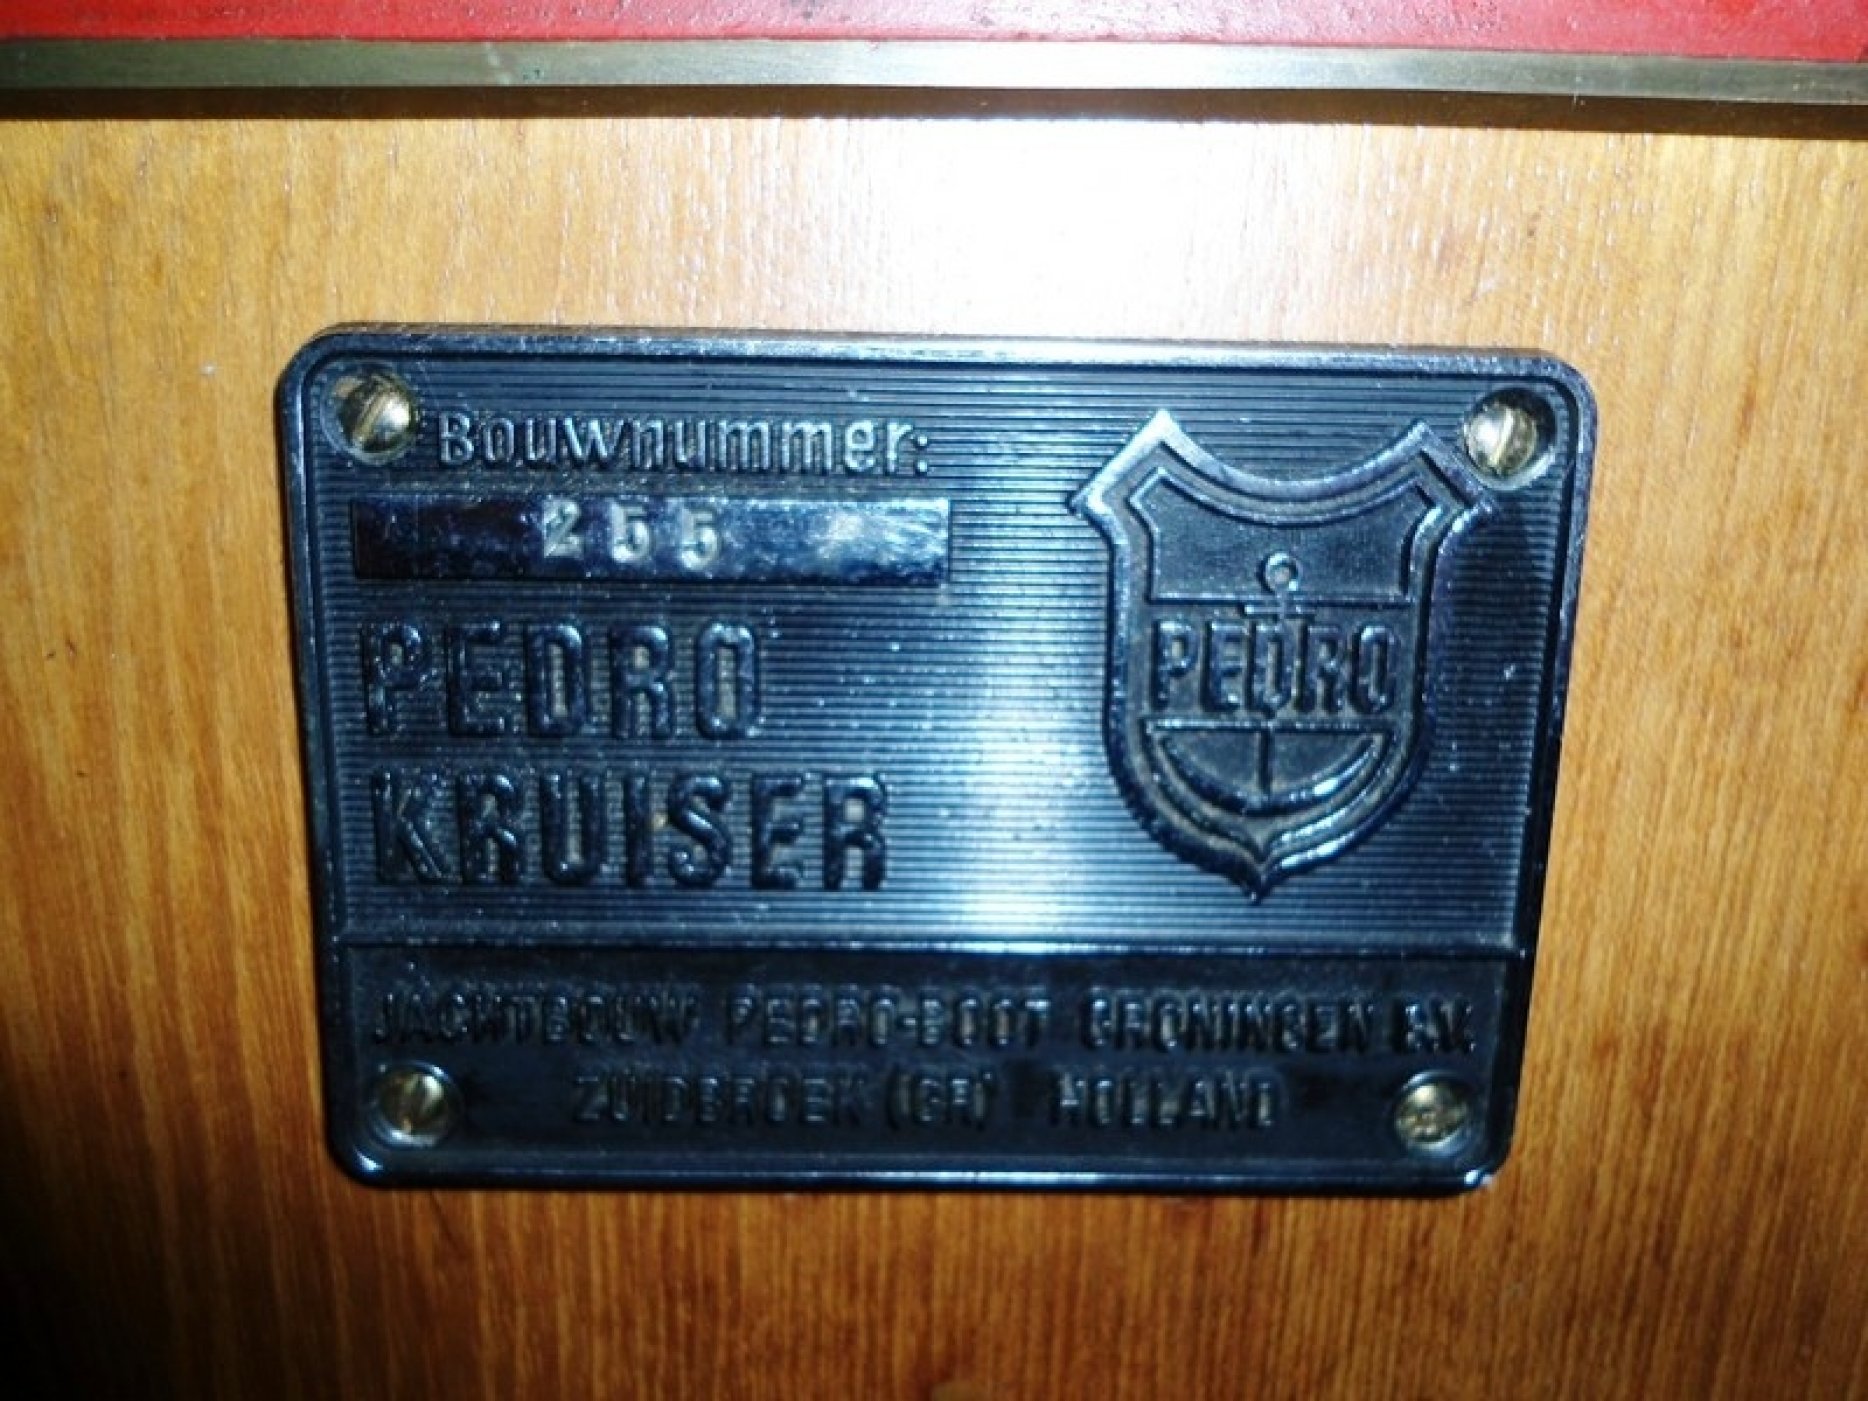 Bouwnummer:
255
PEDRO
KRUISER
PEDRO
JACHTBOUW PEDRO-BOOT GRONINGEN B.V.
ZUIDBROEK (GR) HOLLAND